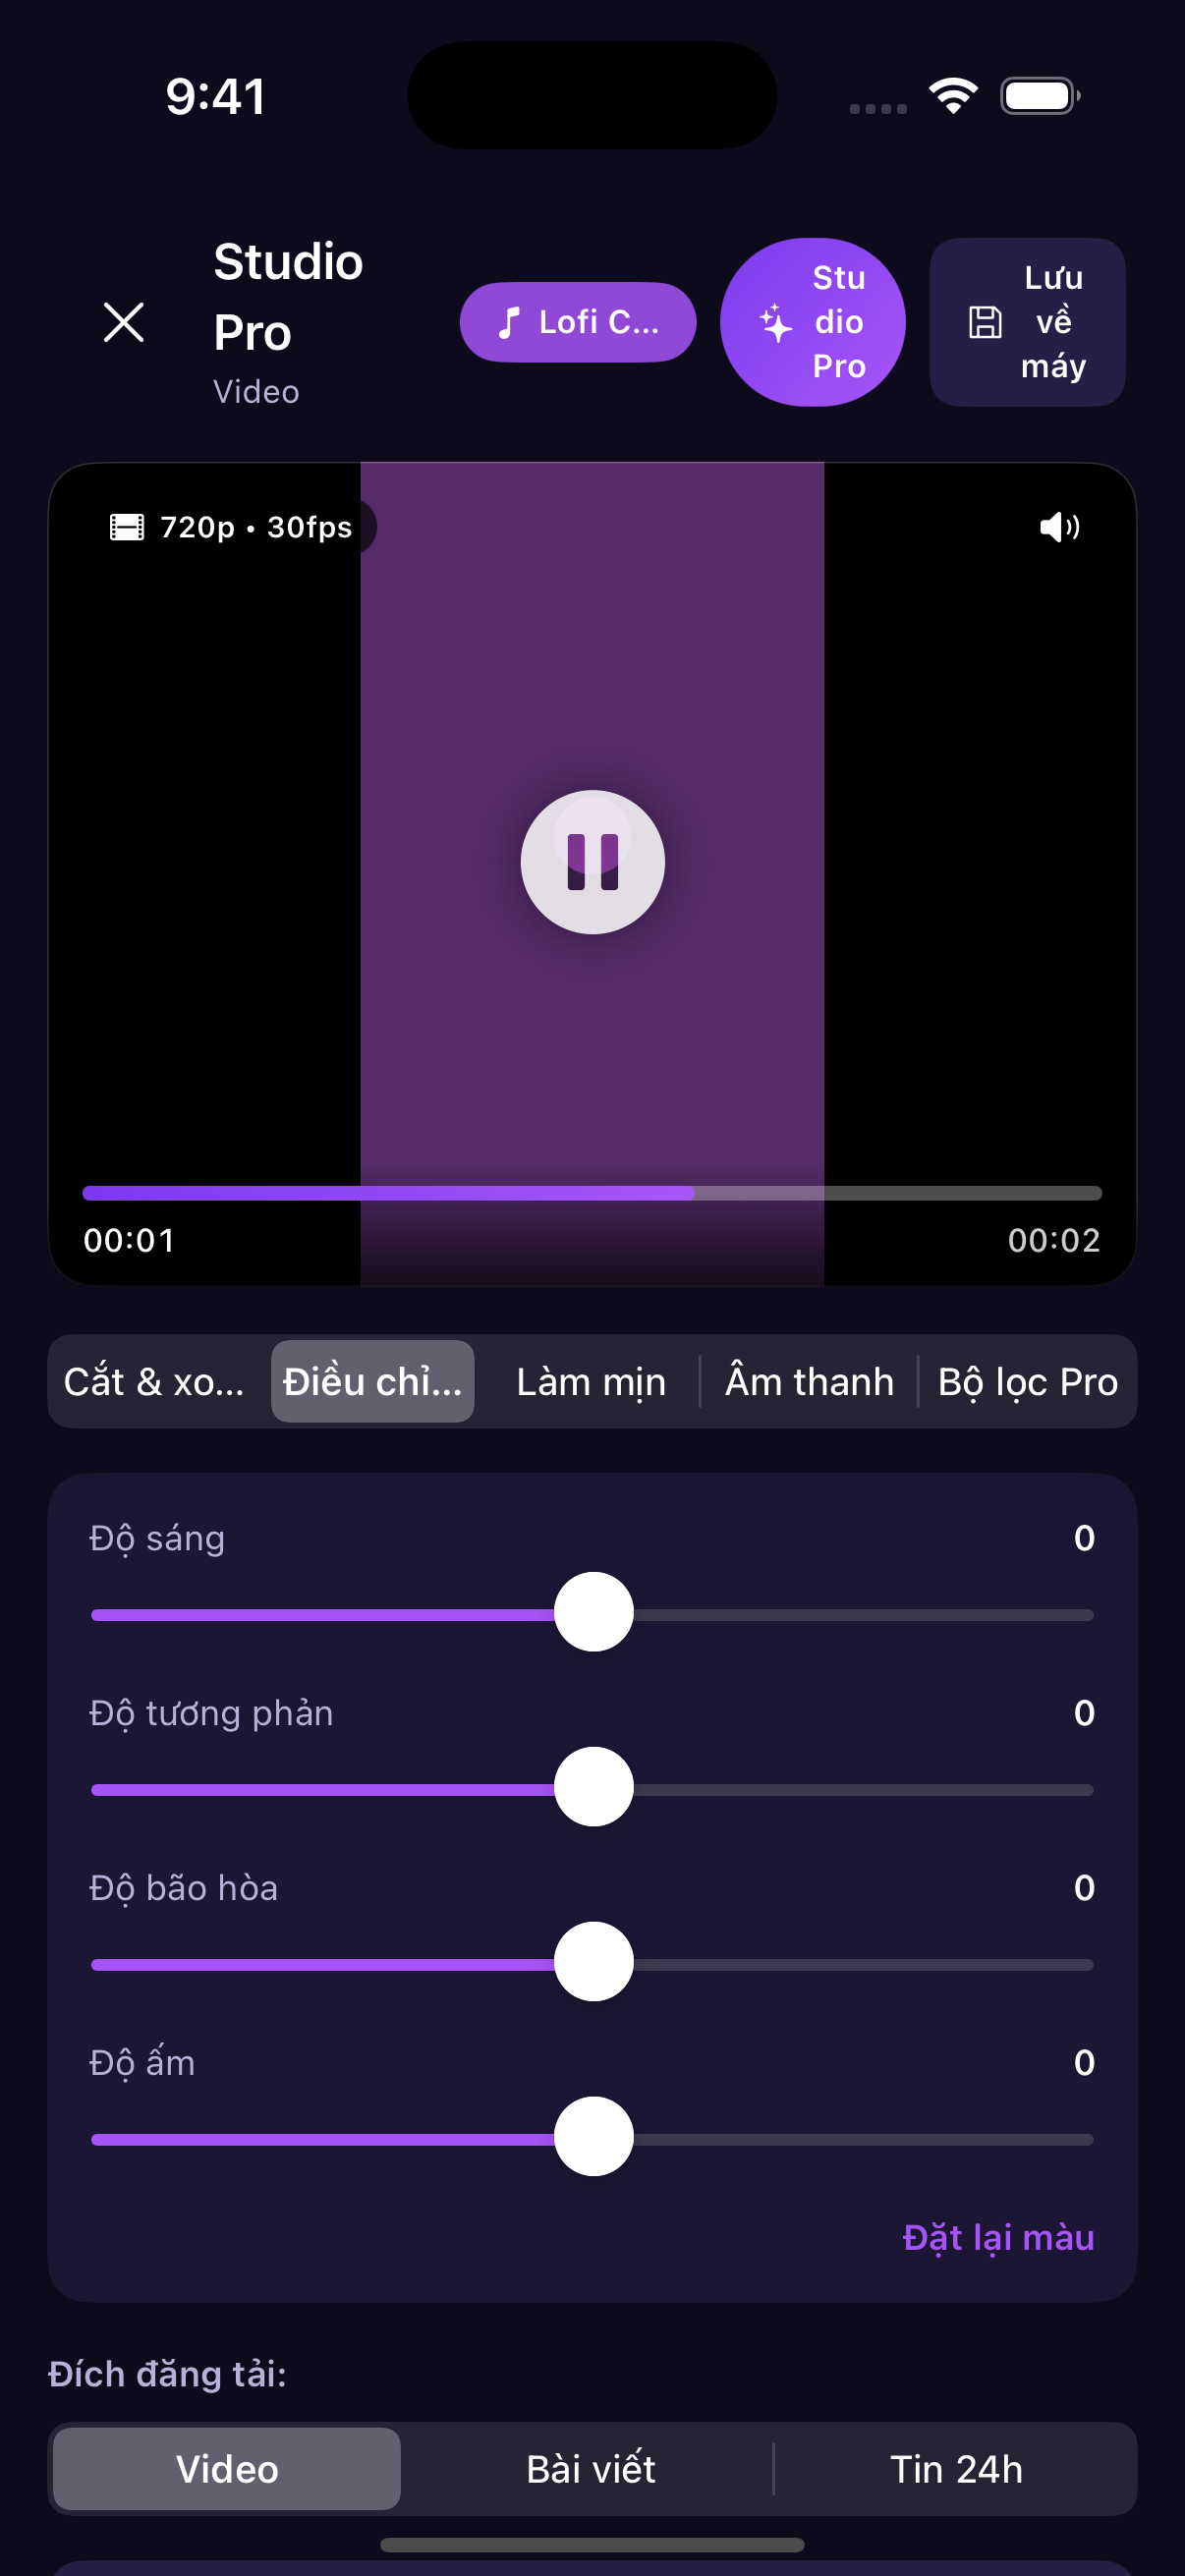 9:41
Studio
Pro
Video
Lofi C...
Stu
dio
Pro
Lưu
về
máy
720p • 30fps
00:01
00:02
Cắt & xo...
Điều chỉ...
Làm mịn
Âm thanh
Bộ lọc Pro
Độ sáng
0
Độ tương phản
0
Độ bão hòa
0
Độ ấm
0
Đặt lại màu
Đích đăng tải:
Video
Bài viết
Tin 24h